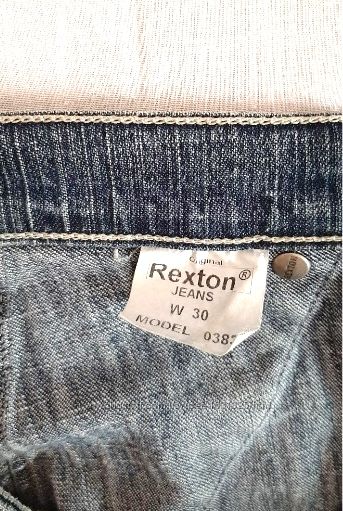 Original
Rexton®
JEANS
W 30
MODEL 038